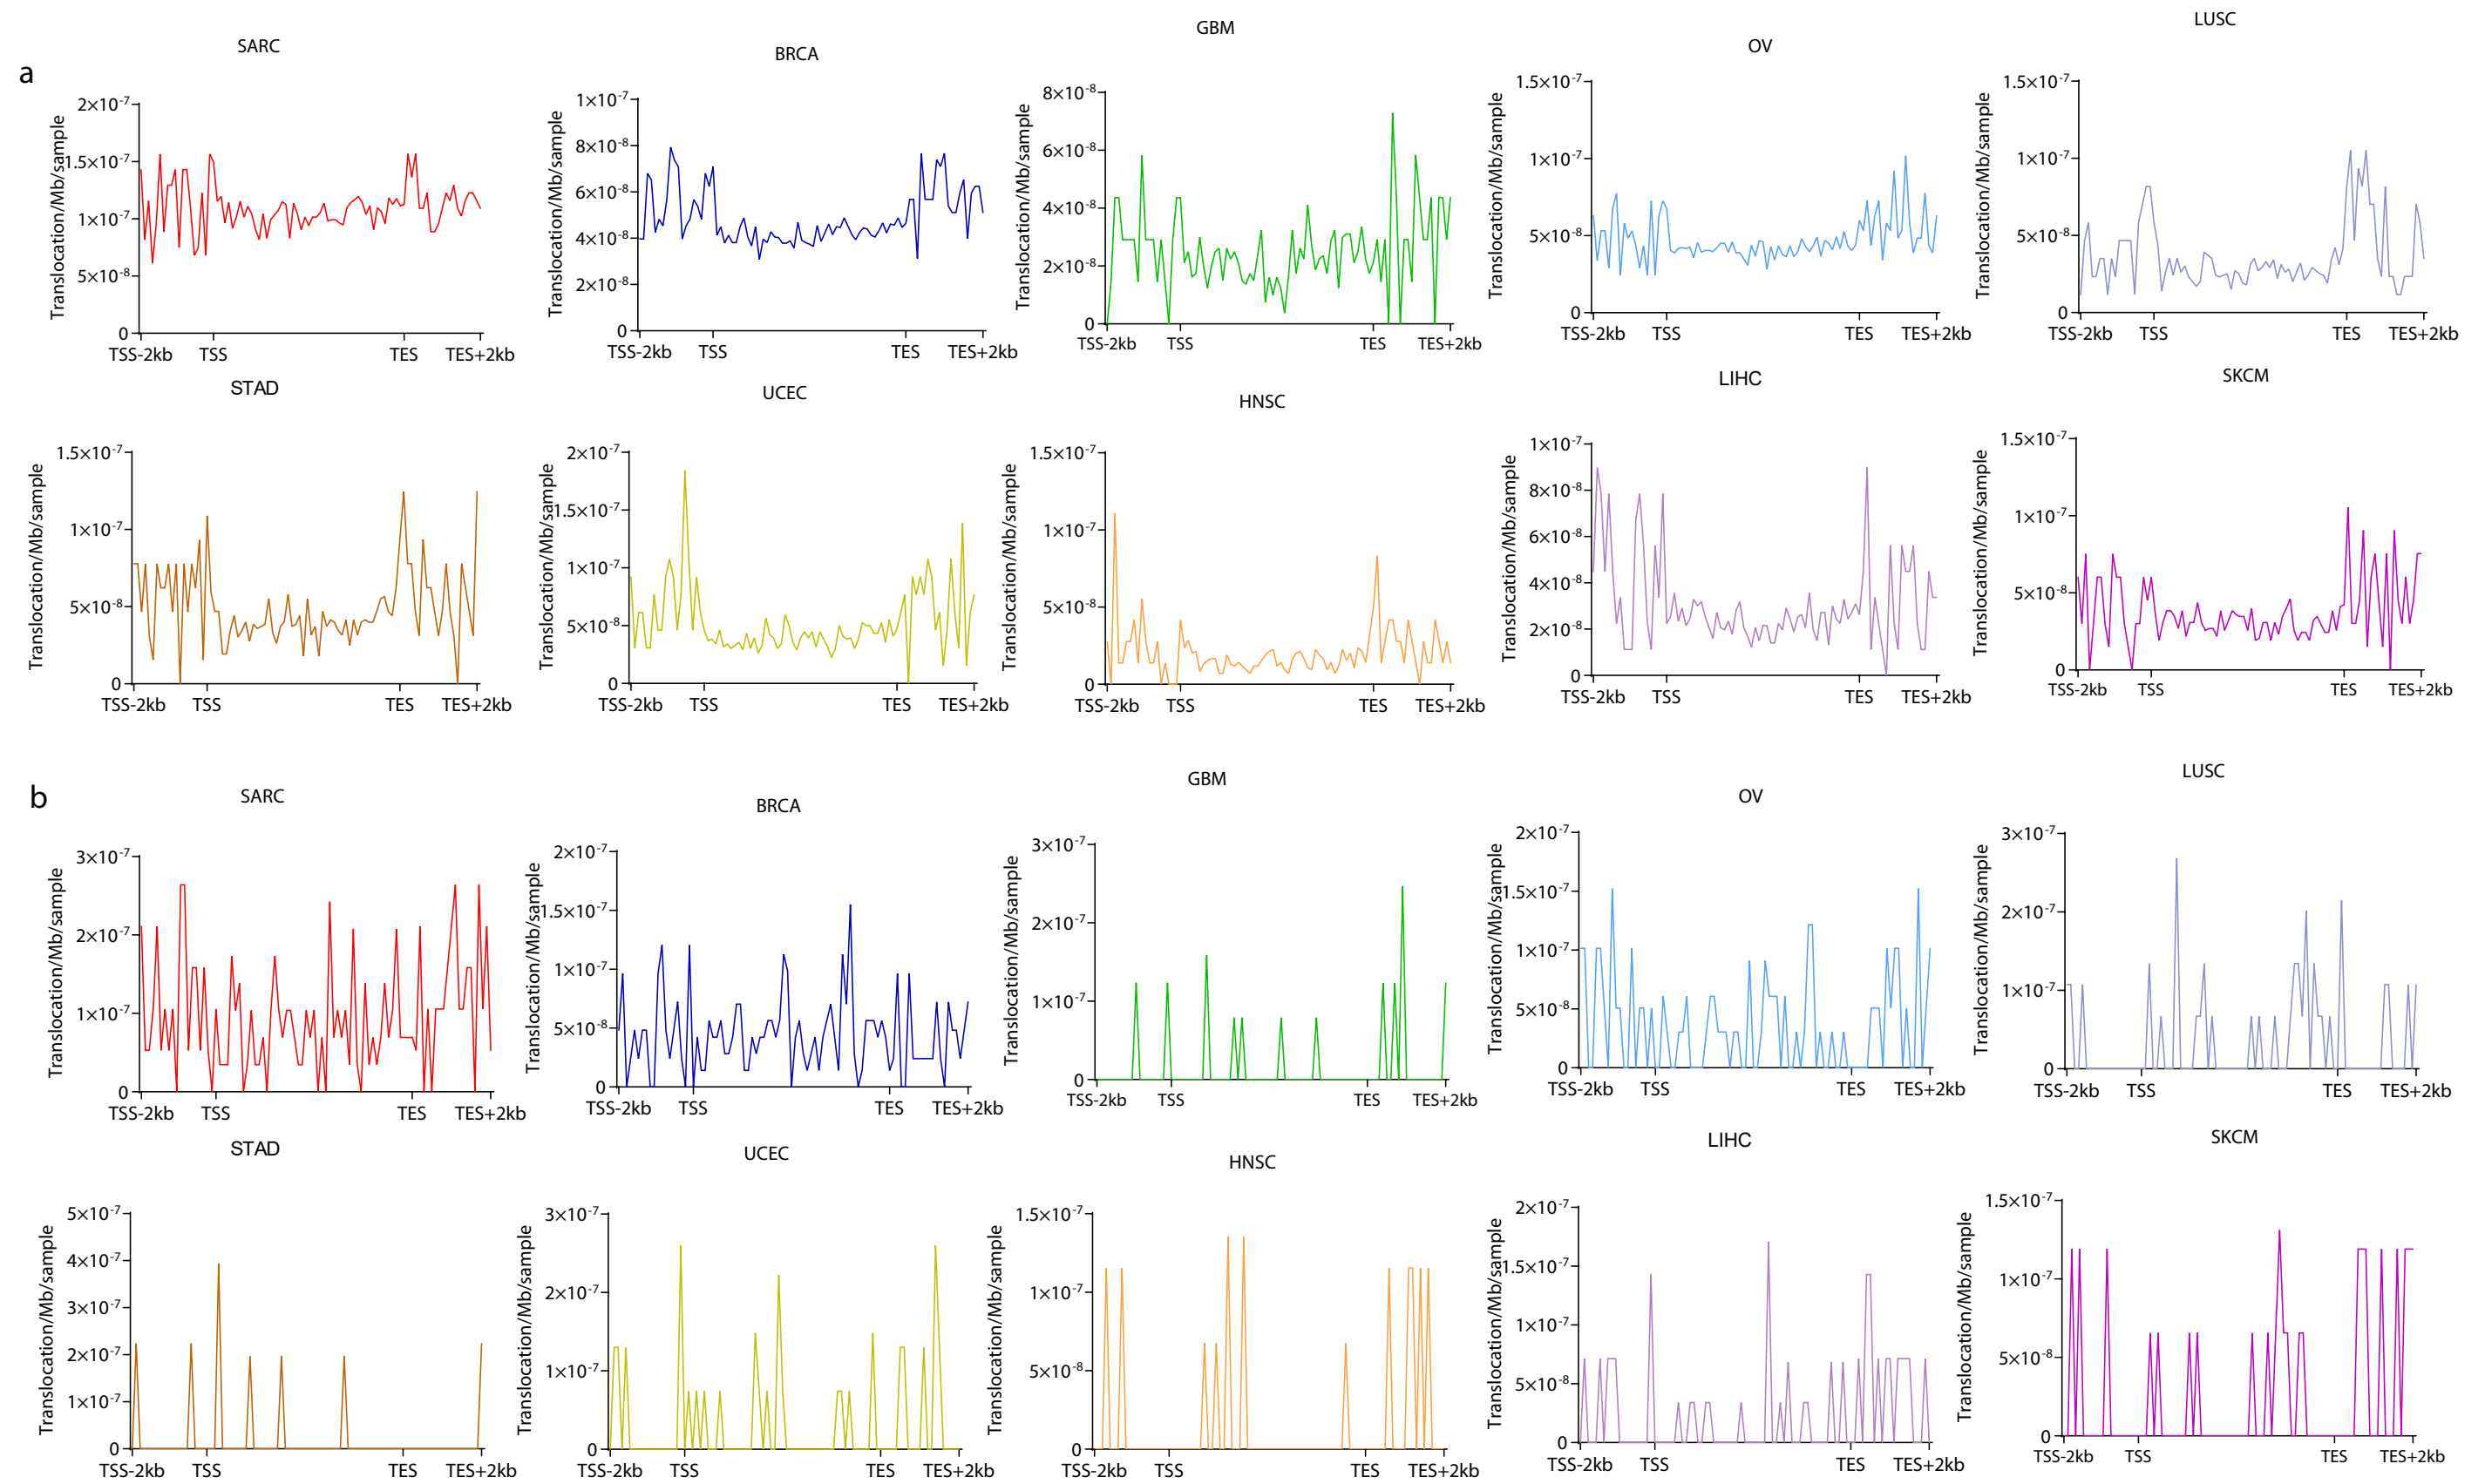 a
SARC
Translocation/Mb/sample
2×10-7
1.5×10-7
1×10-7
5×10-8
0
TSS-2kb TSS TES TES+2kb
BRCA
Translocation/Mb/sample
1×10-7
8×10-8
6×10-8
4×10-8
2×10-8
0
TSS-2kb TSS TES TES+2kb
GBM
Translocation/Mb/sample
8×10-8
6×10-8
4×10-8
2×10-8
0
TSS-2kb TSS TES TES+2kb
OV
Translocation/Mb/sample
1.5×10-7
1×10-7
5×10-8
0
TSS-2kb TSS TES TES+2kb
LUSC
Translocation/Mb/sample
1.5×10-7
1×10-7
5×10-8
0
TSS-2kb TSS TES TES+2kb
STAD
Translocation/Mb/sample
1.5×10-7
1×10-7
5×10-8
0
TSS-2kb TSS TES TES+2kb
UCEC
Translocation/Mb/sample
2×10-7
1.5×10-7
1×10-7
5×10-8
0
TSS-2kb TSS TES TES+2kb
HNSC
Translocation/Mb/sample
1.5×10-7
1×10-7
5×10-8
0
TSS-2kb TSS TES TES+2kb
LIHC
Translocation/Mb/sample
1×10-7
8×10-8
6×10-8
4×10-8
2×10-8
0
TSS-2kb TSS TES TES+2kb
SKCM
Translocation/Mb/sample
1.5×10-7
1×10-7
5×10-8
0
TSS-2kb TSS TES TES+2kb
b
SARC
Translocation/Mb/sample
3×10-7
2×10-7
1×10-7
0
TSS-2kb TSS TES TES+2kb
BRCA
Translocation/Mb/sample
2×10-7
1.5×10-7
1×10-7
5×10-8
0
TSS-2kb TSS TES TES+2kb
GBM
Translocation/Mb/sample
3×10-7
2×10-7
1×10-7
0
TSS-2kb TSS TES TES+2kb
OV
Translocation/Mb/sample
2×10-7
1.5×10-7
1×10-7
5×10-8
0
TSS-2kb TSS TES TES+2kb
LUSC
Translocation/Mb/sample
3×10-7
2×10-7
1×10-7
0
TSS-2kb TSS TES TES+2kb
STAD
Translocation/Mb/sample
5×10-7
4×10-7
3×10-7
2×10-7
1×10-7
0
TSS-2kb TSS TES TES+2kb
UCEC
Translocation/Mb/sample
3×10-7
2×10-7
1×10-7
0
TSS-2kb TSS TES TES+2kb
HNSC
Translocation/Mb/sample
1.5×10-7
1×10-7
5×10-8
0
TSS-2kb TSS TES TES+2kb
LIHC
Translocation/Mb/sample
2×10-7
1.5×10-7
1×10-7
5×10-8
0
TSS-2kb TSS TES TES+2kb
SKCM
Translocation/Mb/sample
1.5×10-7
1×10-7
5×10-8
0
TSS-2kb TSS TES TES+2kb